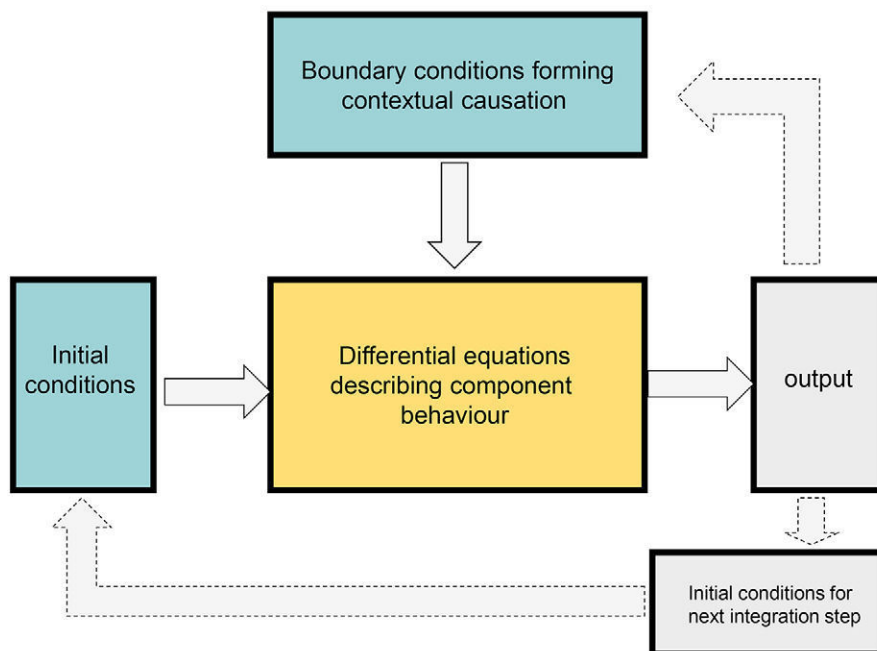 Boundary conditions forming
contextual causation
Initial
conditions
Differential equations
describing component
behaviour
output
Initial conditions for
next integration step